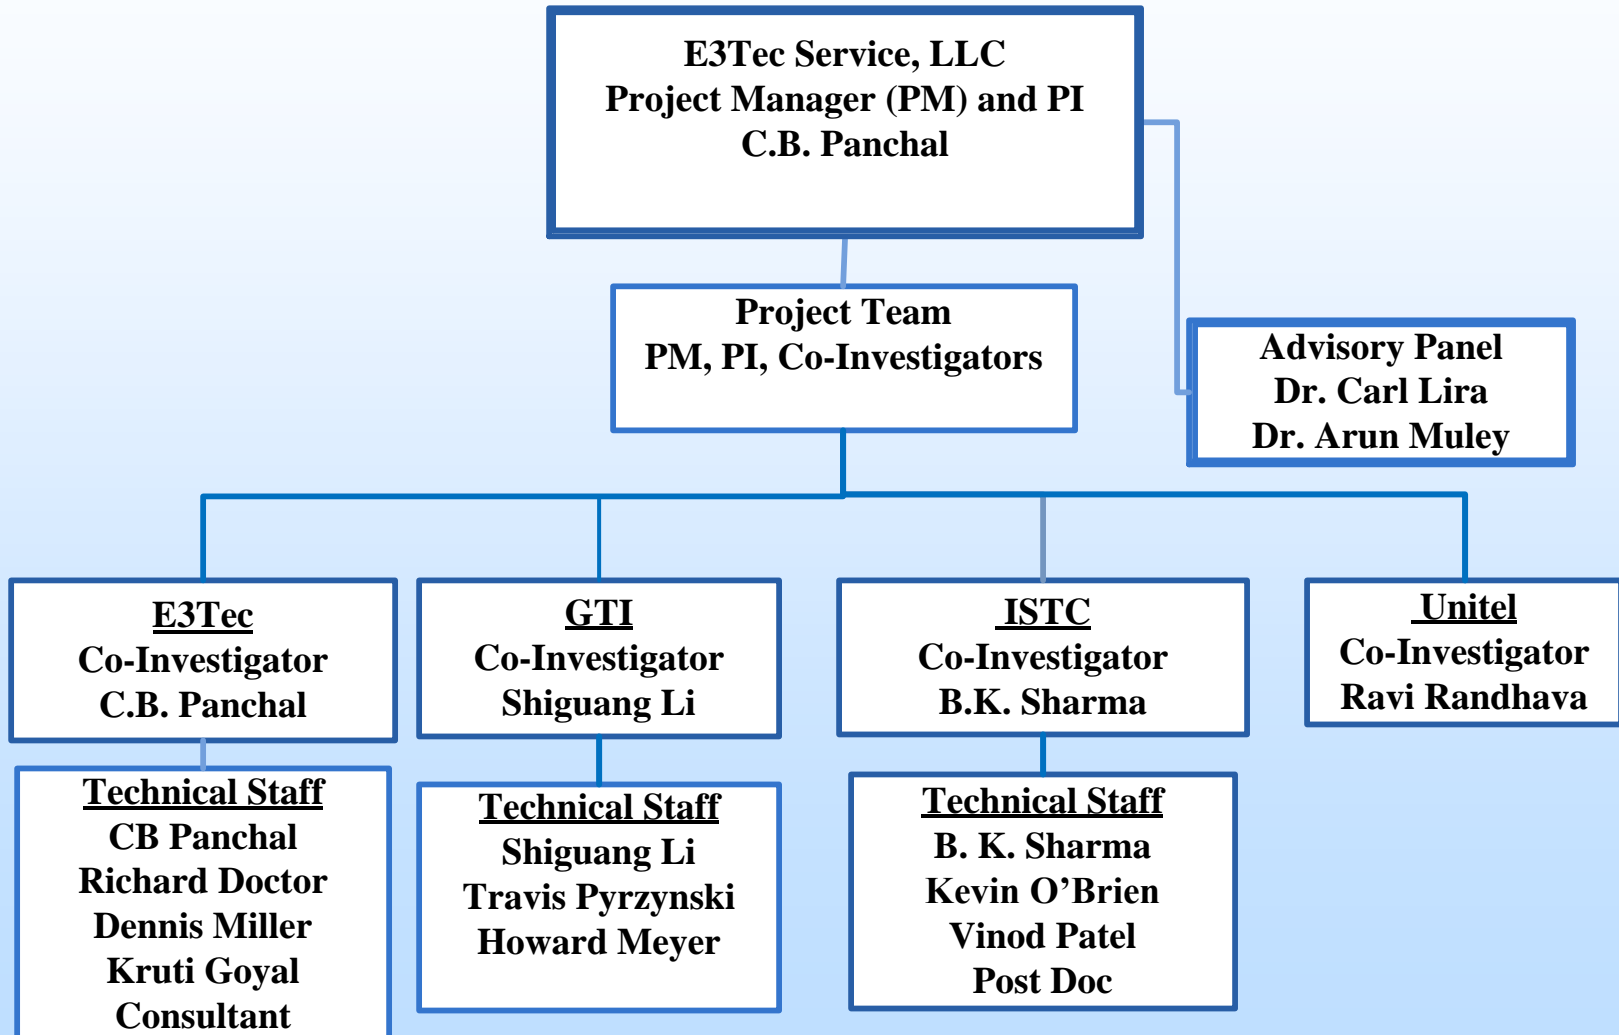 E3Tec Service, LLC
Project Manager (PM) and PI
C.B. Panchal
Project Team
PM, PI, Co-Investigators
Advisory Panel
Dr. Carl Lira
Dr. Arun Muley
E3Tec
Co-Investigator
C.B. Panchal
GTI
Co-Investigator
Shiguang Li
ISTC
Co-Investigator
B.K. Sharma
Unitel
Co-Investigator
Ravi Randhava
Technical Staff
CB Panchal
Richard Doctor
Dennis Miller
Kruti Goyal
Consultant
Technical Staff
Shiguang Li
Travis Pyrzynski
Howard Meyer
Technical Staff
B. K. Sharma
Kevin O’Brien
Vinod Patel
Post Doc